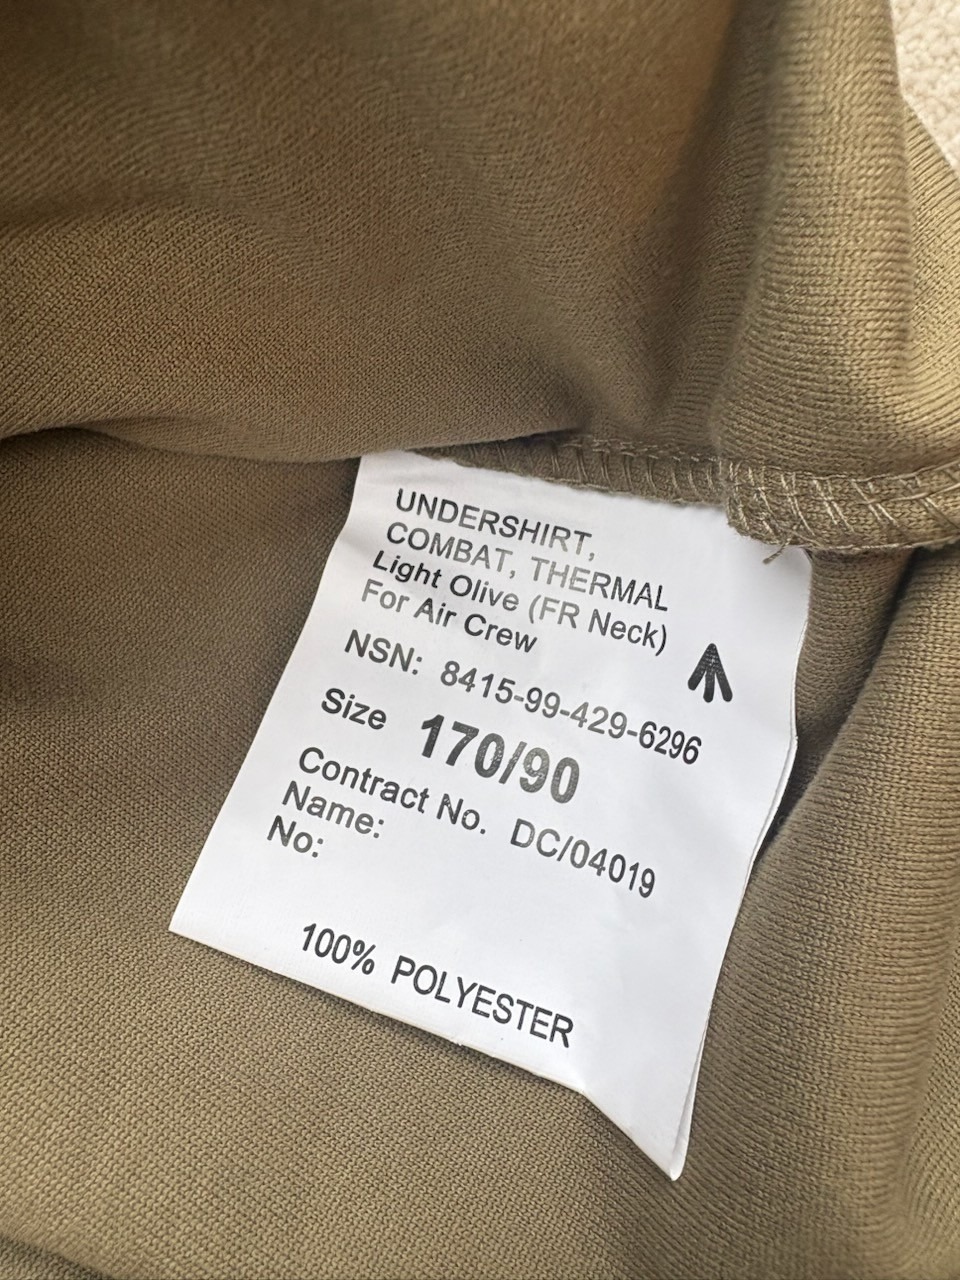 UNDERSHIRT,
COMBAT, THERMAL
Light Olive (FR Neck)
For Air Crew
NSN: 8415-99-429-6296
Size 170/90
Contract No. DC/04019
Name:
No:
100% POLYESTER